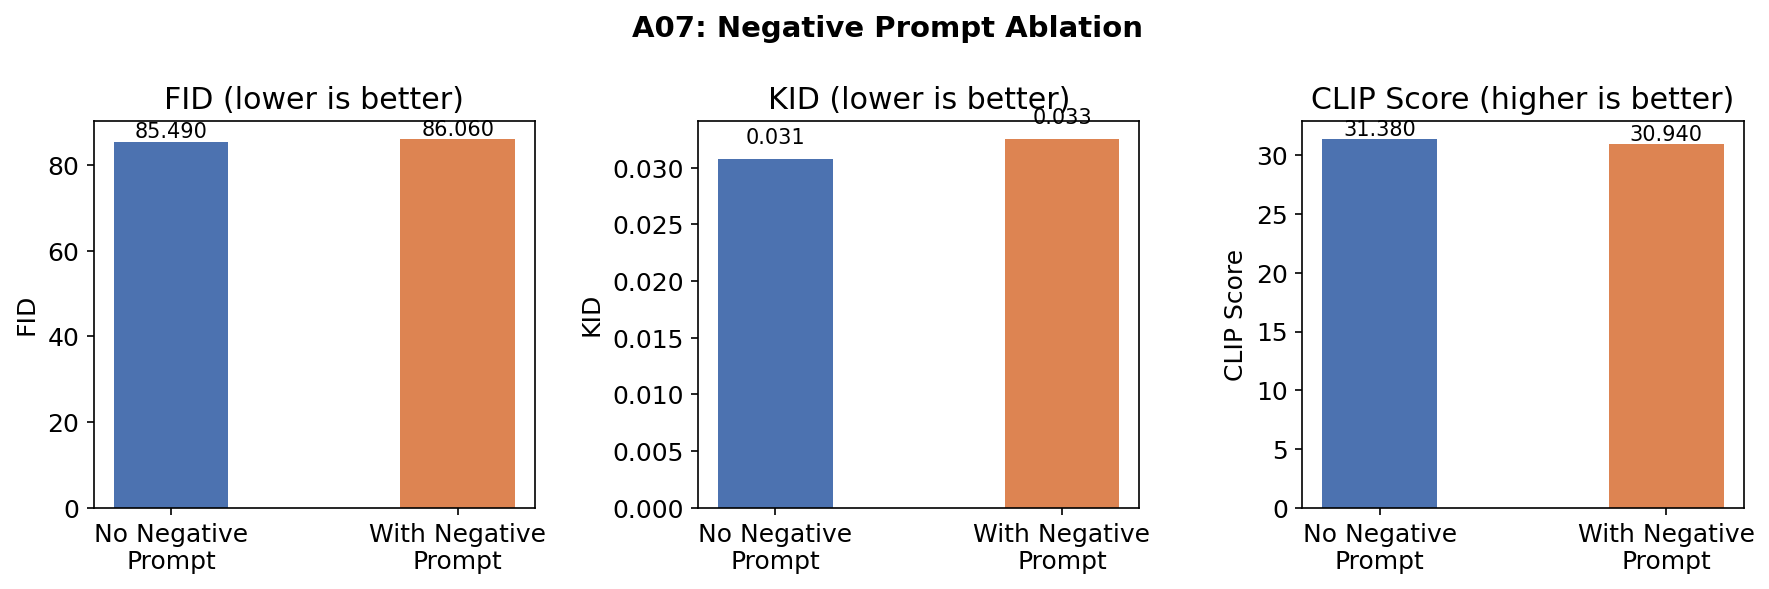 A07: Negative Prompt Ablation
FID (lower is better)
85.490
86.060
80
60
40
20
0
FID
No Negative
Prompt
With Negative
Prompt
KID (lower is better)
0.031
0.033
0.030
0.025
0.020
0.015
0.010
0.005
0.000
KID
No Negative
Prompt
With Negative
Prompt
CLIP Score (higher is better)
31.380
30.940
30
25
20
15
10
5
0
CLIP Score
No Negative
Prompt
With Negative
Prompt